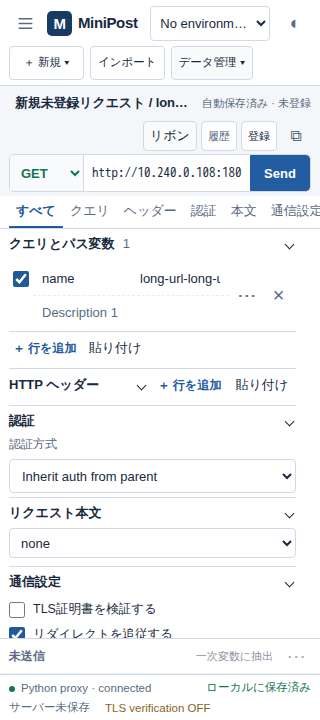 M MiniPost No environm…
＋ 新規 ▾ インポート データ管理 ▾
新規未登録リクエスト / lon… 自動保存済み · 未登録
リボン 履歴 登録
GET http://10.240.0.108:180 Send
すべて クエリ ヘッダー 認証 本文 通信設定
クエリとパス変数 1
name long-url-long-u
Description 1
＋ 行を追加 貼り付け
HTTP ヘッダー ＋ 行を追加 貼り付け
認証
認証方式
Inherit auth from parent
リクエスト本文
none
通信設定
TLS証明書を検証する
リダイレクトを追従する
未送信 一次変数に抽出 ···
Python proxy · connected ローカルに保存済み
サーバー未保存 TLS verification OFF